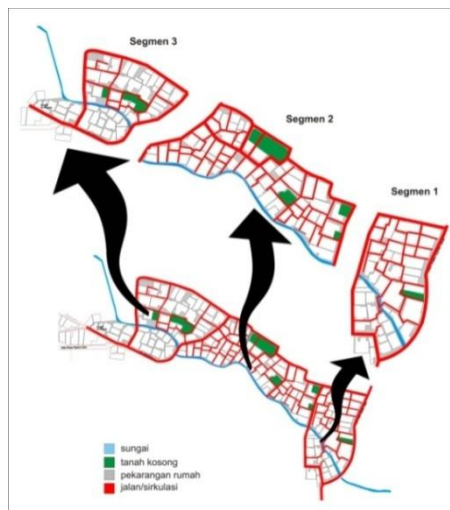 Segmen 3
Segmen 2
Segmen 1
sungai
tanah kosong
pekarangan rumah
jalan/sirkulasi